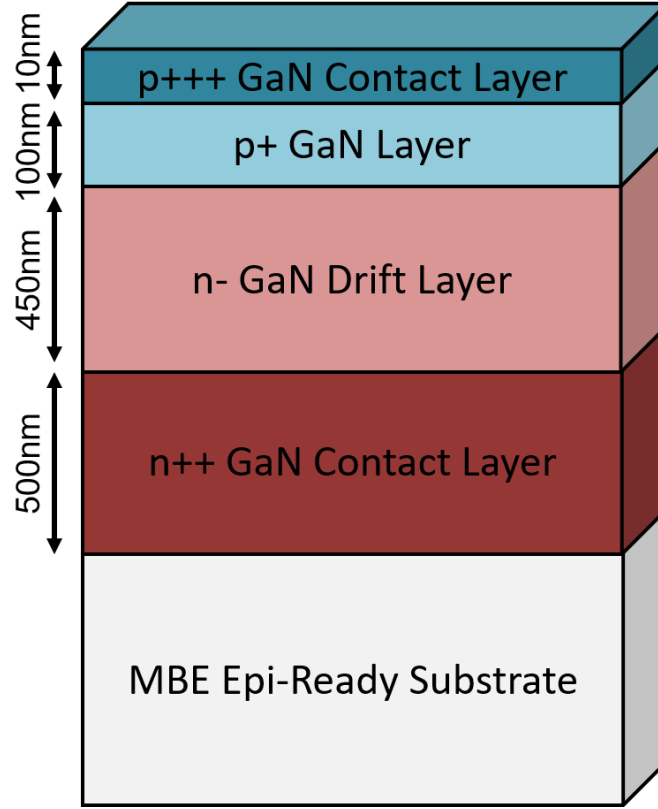 10nm
p+++ GaN Contact Layer
100nm
p+ GaN Layer
450nm
n- GaN Drift Layer
500nm
n++ GaN Contact Layer
MBE Epi-Ready Substrate